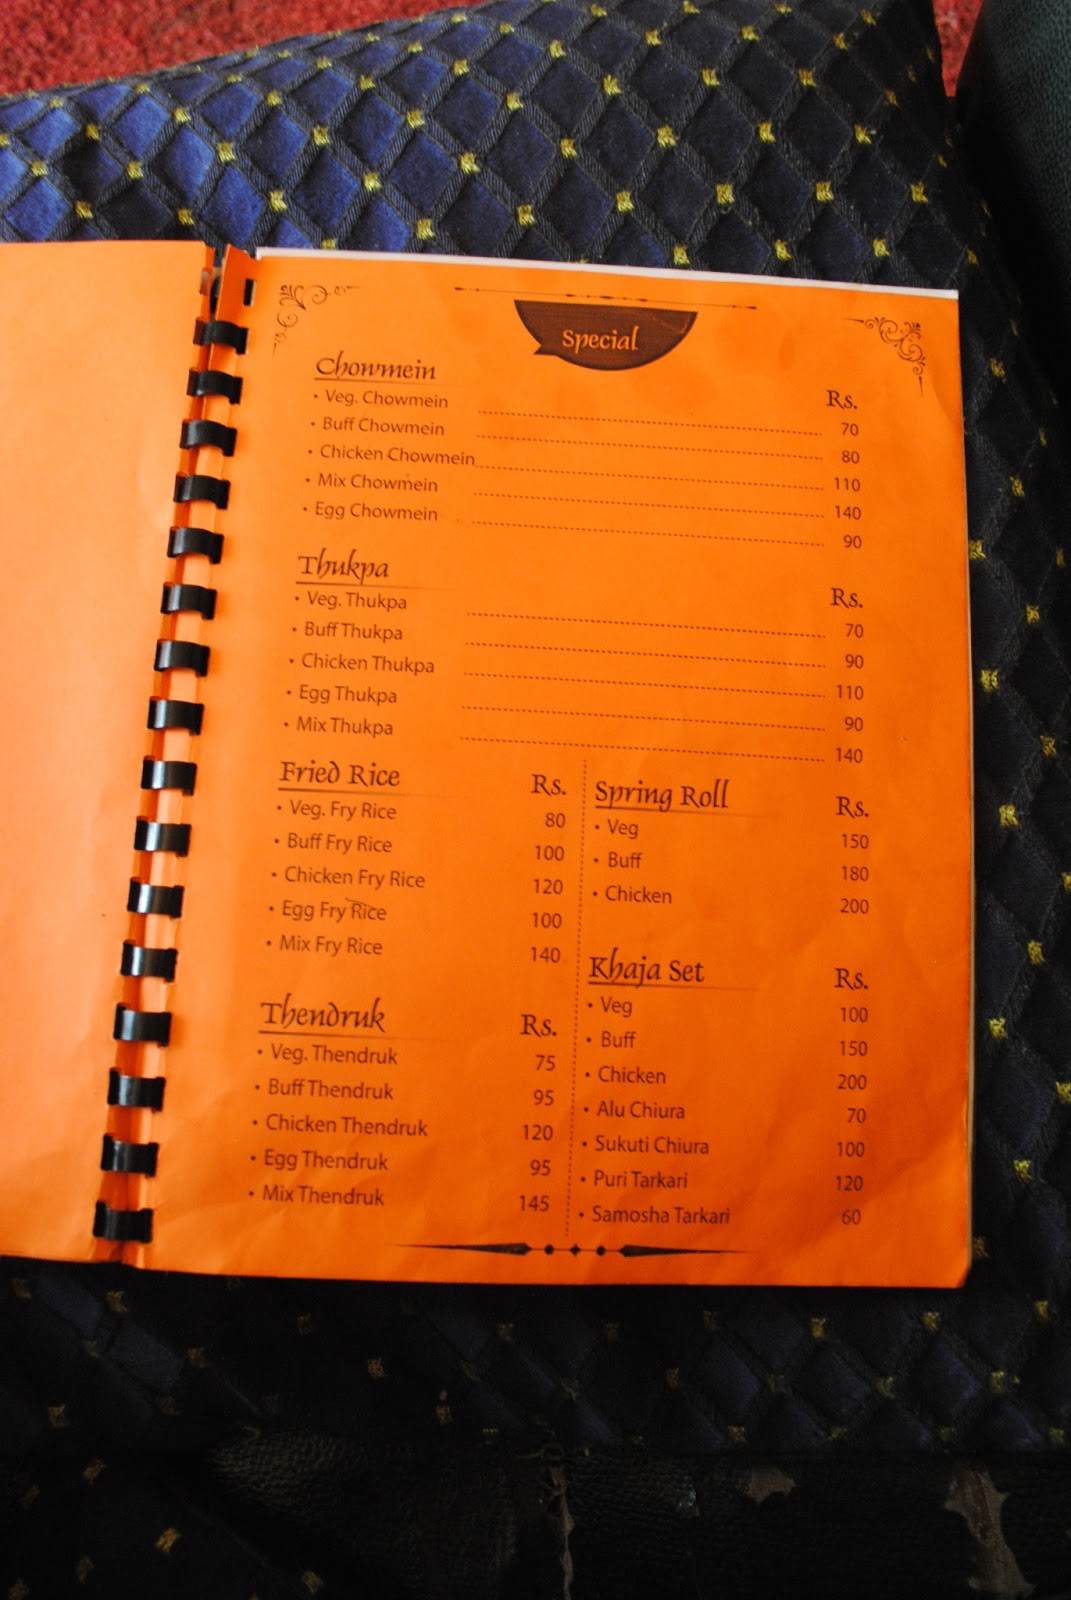 Special
Chowmein Rs.
• Veg. Chowmein 70
• Buff Chowmein 80
• Chicken Chowmein 110
• Mix Chowmein 140
• Egg Chowmein 90
Thukpa Rs.
• Veg. Thukpa 70
• Buff Thukpa 90
• Chicken Thukpa 110
• Egg Thukpa 90
• Mix Thukpa 140
Fried Rice Rs.
• Veg. Fry Rice 80
• Buff Fry Rice 100
• Chicken Fry Rice 120
• Egg Fry Rice 100
• Mix Fry Rice 140
Thendruk Rs.
• Veg. Thendruk 75
• Buff Thendruk 95
• Chicken Thendruk 120
• Egg Thendruk 95
• Mix Thendruk 145
Spring Roll Rs.
• Veg 150
• Buff 180
• Chicken 200
Khaja Set Rs.
• Veg 100
• Buff 150
• Chicken 200
• Alu Chiura 70
• Sukuti Chiura 100
• Puri Tarkari 120
• Samosha Tarkari 60